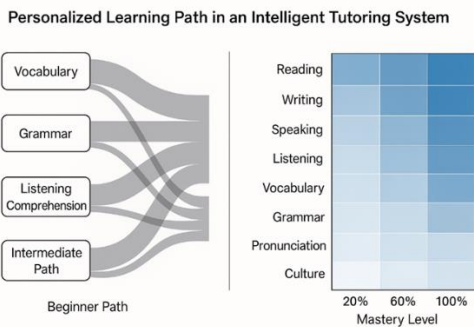 Personalized Learning Path in an Intelligent Tutoring System
Vocabulary
Grammar
Listening
Comprehension
Intermediate
Path
Beginner Path
Reading
Writing
Speaking
Listening
Vocabulary
Grammar
Pronunciation
Culture
20% 60% 100%
Mastery Level